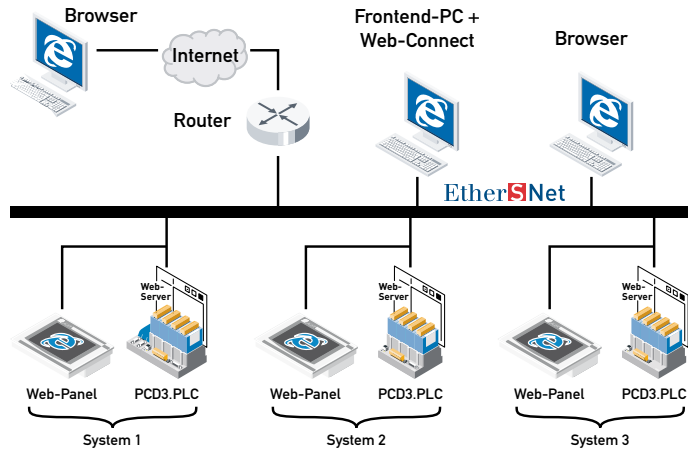 Browser
Internet
Router
Frontend-PC +
Web-Connect
Browser
EtherSNet
Web-
Server
Web-
Server
Web-
Server
Web-Panel
PCD3.PLC
Web-Panel
PCD3.PLC
Web-Panel
PCD3.PLC
System 1
System 2
System 3